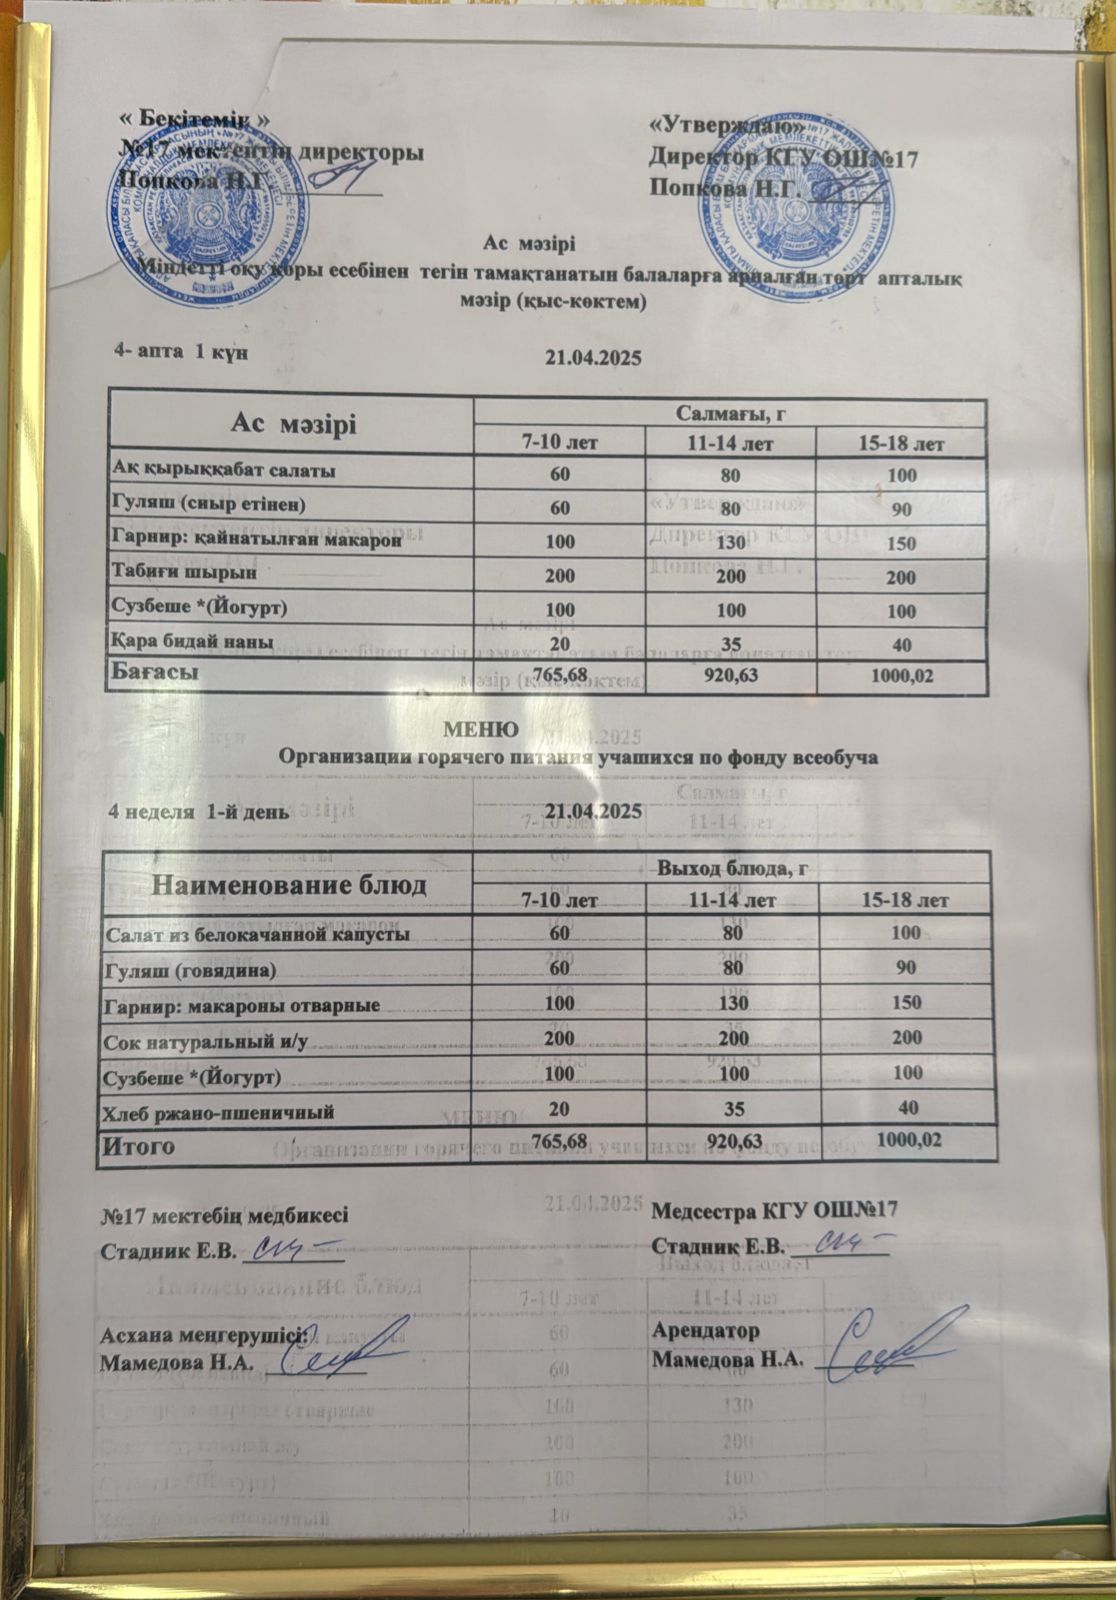 « Бекітемін »
№17 мектептің директоры
Попкова Н.Г.
«Утверждаю»
Директор КГУ ОШ№17
Попкова Н.Г.
Ас мәзірі
Міндетті оқу қоры есебінен тегін тамақтанатын балаларға арналған төрт апталық
мәзір (қыс-көктем)
4- апта 1 күн 21.04.2025
Ас мәзірі Салмағы, г
7-10 лет 11-14 лет 15-18 лет
Ақ қырыққабат салаты 60 80 100
Гуляш (сиыр етінен) 60 80 90
Гарнир: қайнатылған макарон 100 130 150
Табиғи шырын 200 200 200
Сузбеше *(Йогурт) 100 100 100
Қара бидай наны 20 35 40
Бағасы 765,68 920,63 1000,02
МЕНЮ
Организации горячего питания учашихся по фонду всеобуча
4 неделя 1-й день 21.04.2025
Наименование блюд Выход блюда, г
7-10 лет 11-14 лет 15-18 лет
Салат из белокачанной капусты 60 80 100
Гуляш (говядина) 60 80 90
Гарнир: макароны отварные 100 130 150
Сок натуральный и/у 200 200 200
Сузбеше *(Йогурт) 100 100 100
Хлеб ржано-пшеничный 20 35 40
Итого 765,68 920,63 1000,02
№17 мектебің медбикесі
Стадник Е.В.
Медсестра КГУ ОШ№17
Стадник Е.В.
Асхана меңгерушісі:
Мамедова Н.А.
Арендатор
Мамедова Н.А.